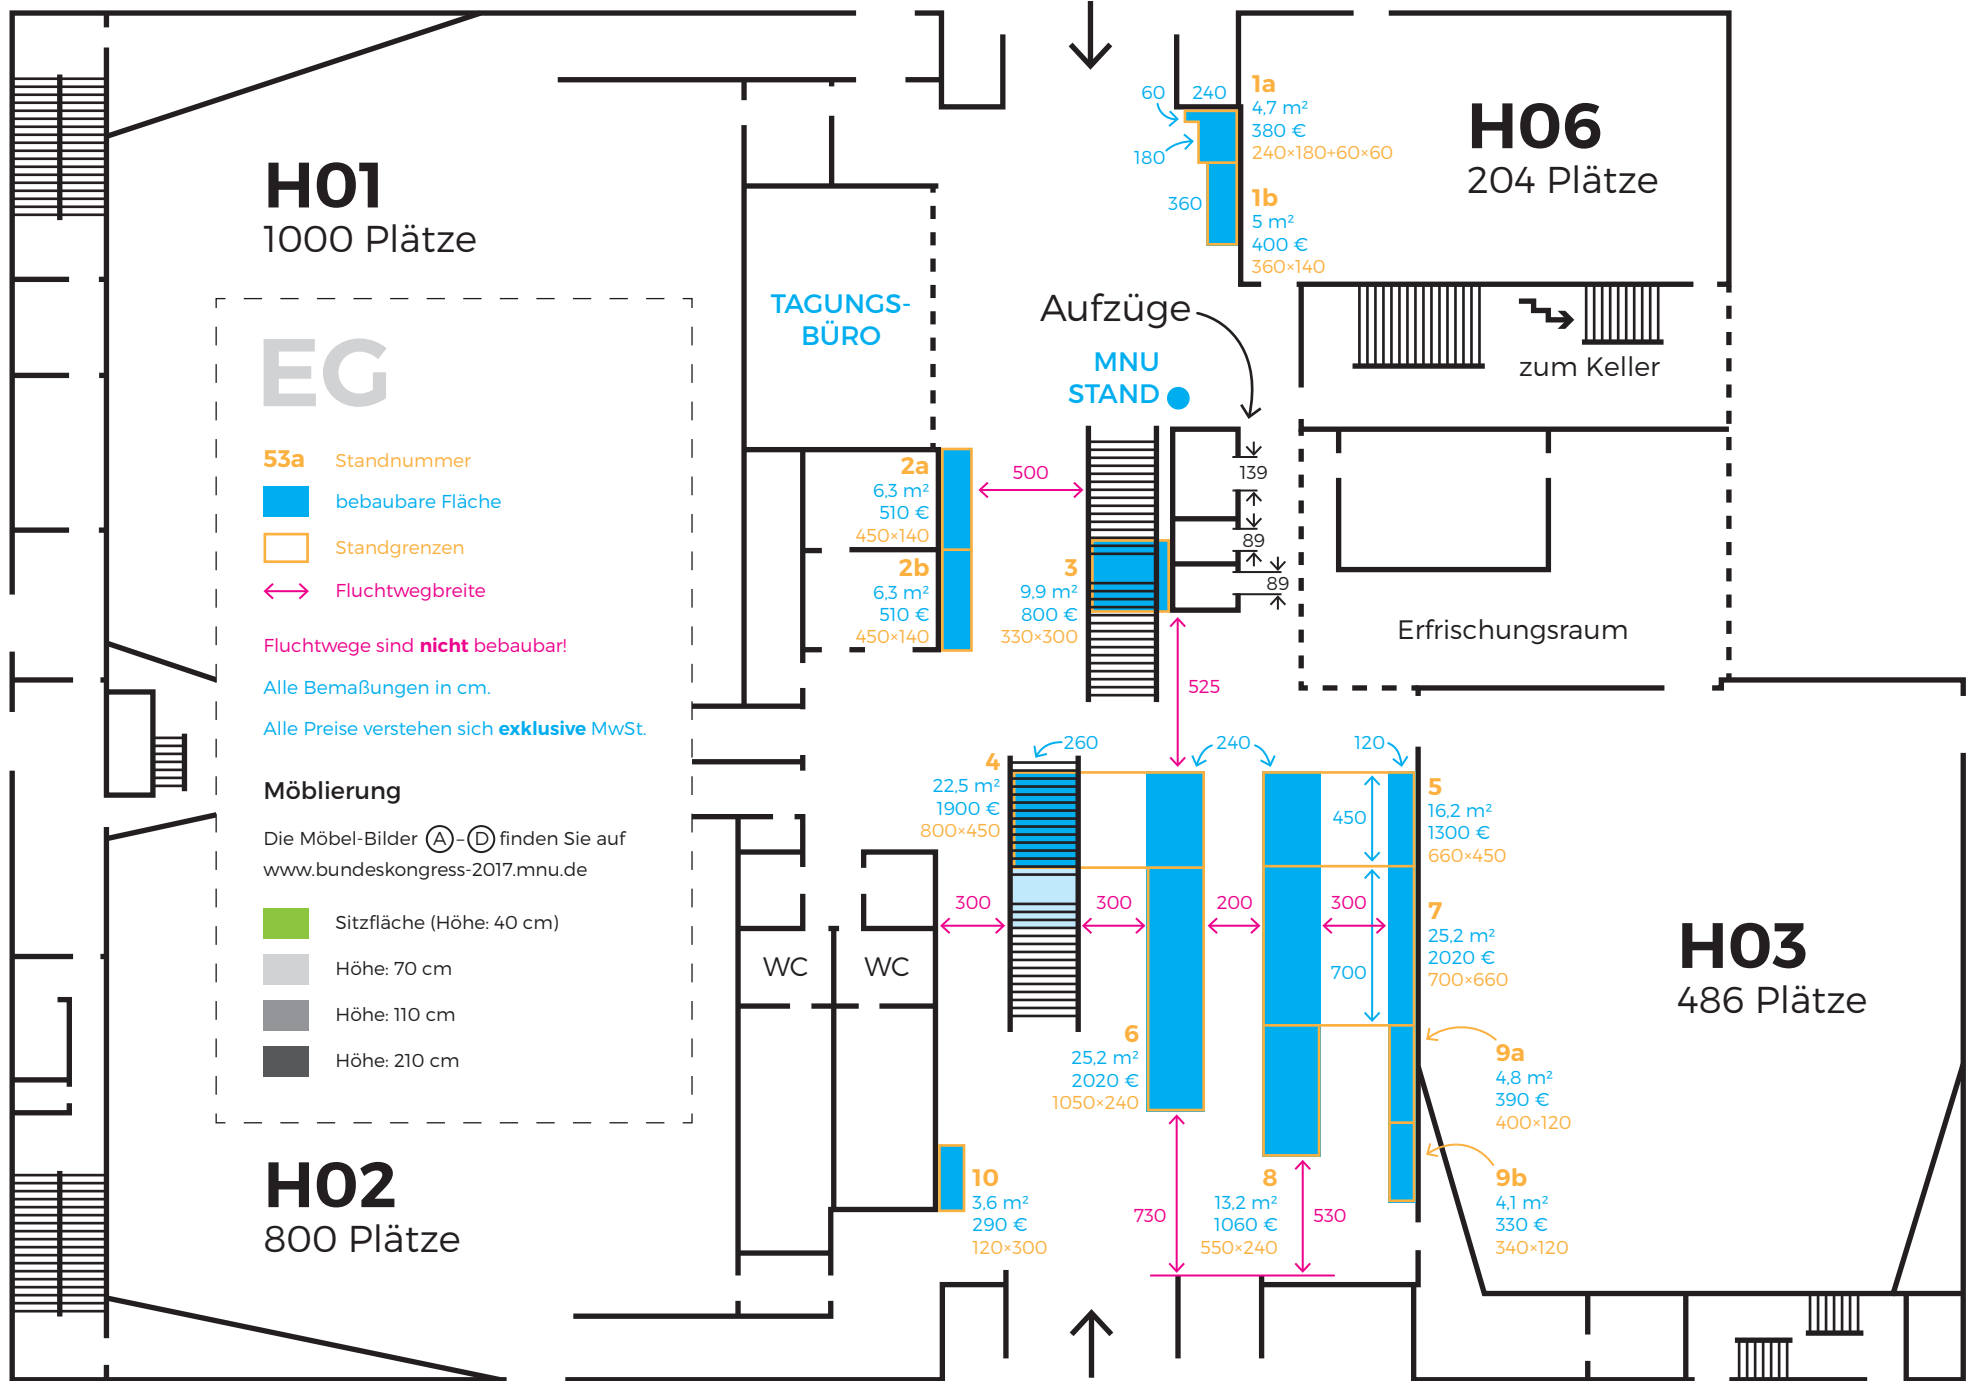 H01
1000 Plätze
EG
53a Standnummer
bebaubare Fläche
Standgrenzen
Fluchtwegbreite
Fluchtwege sind nicht bebaubar!
Alle Bemaßungen in cm.
Alle Preise verstehen sich exklusive MwSt.
Möblierung
Die Möbel-Bilder A – D finden Sie auf
www.bundeskongress-2017.mnu.de
Sitzfläche (Höhe: 40 cm)
Höhe: 70 cm
Höhe: 110 cm
Höhe: 210 cm
H02
800 Plätze
TAGUNGS-
BÜRO
60
240
180
360
1a
4,7 m²
380 €
240×180+60×60
1b
5 m²
400 €
360×140
H06
204 Plätze
Aufzüge
MNU
STAND
zum Keller
139
89
89
Erfrischungsraum
2a
6,3 m²
510 €
450×140
500
2b
6,3 m²
510 €
450×140
3
9,9 m²
800 €
330×300
525
260
240
120
4
22,5 m²
1900 €
800×450
450
5
16,2 m²
1300 €
660×450
300
300
200
300
7
25,2 m²
2020 €
700×660
700
WC
WC
H03
486 Plätze
6
25,2 m²
2020 €
1050×240
9a
4,8 m²
390 €
400×120
10
3,6 m²
290 €
120×300
730
8
13,2 m²
1060 €
550×240
530
9b
4,1 m²
330 €
340×120